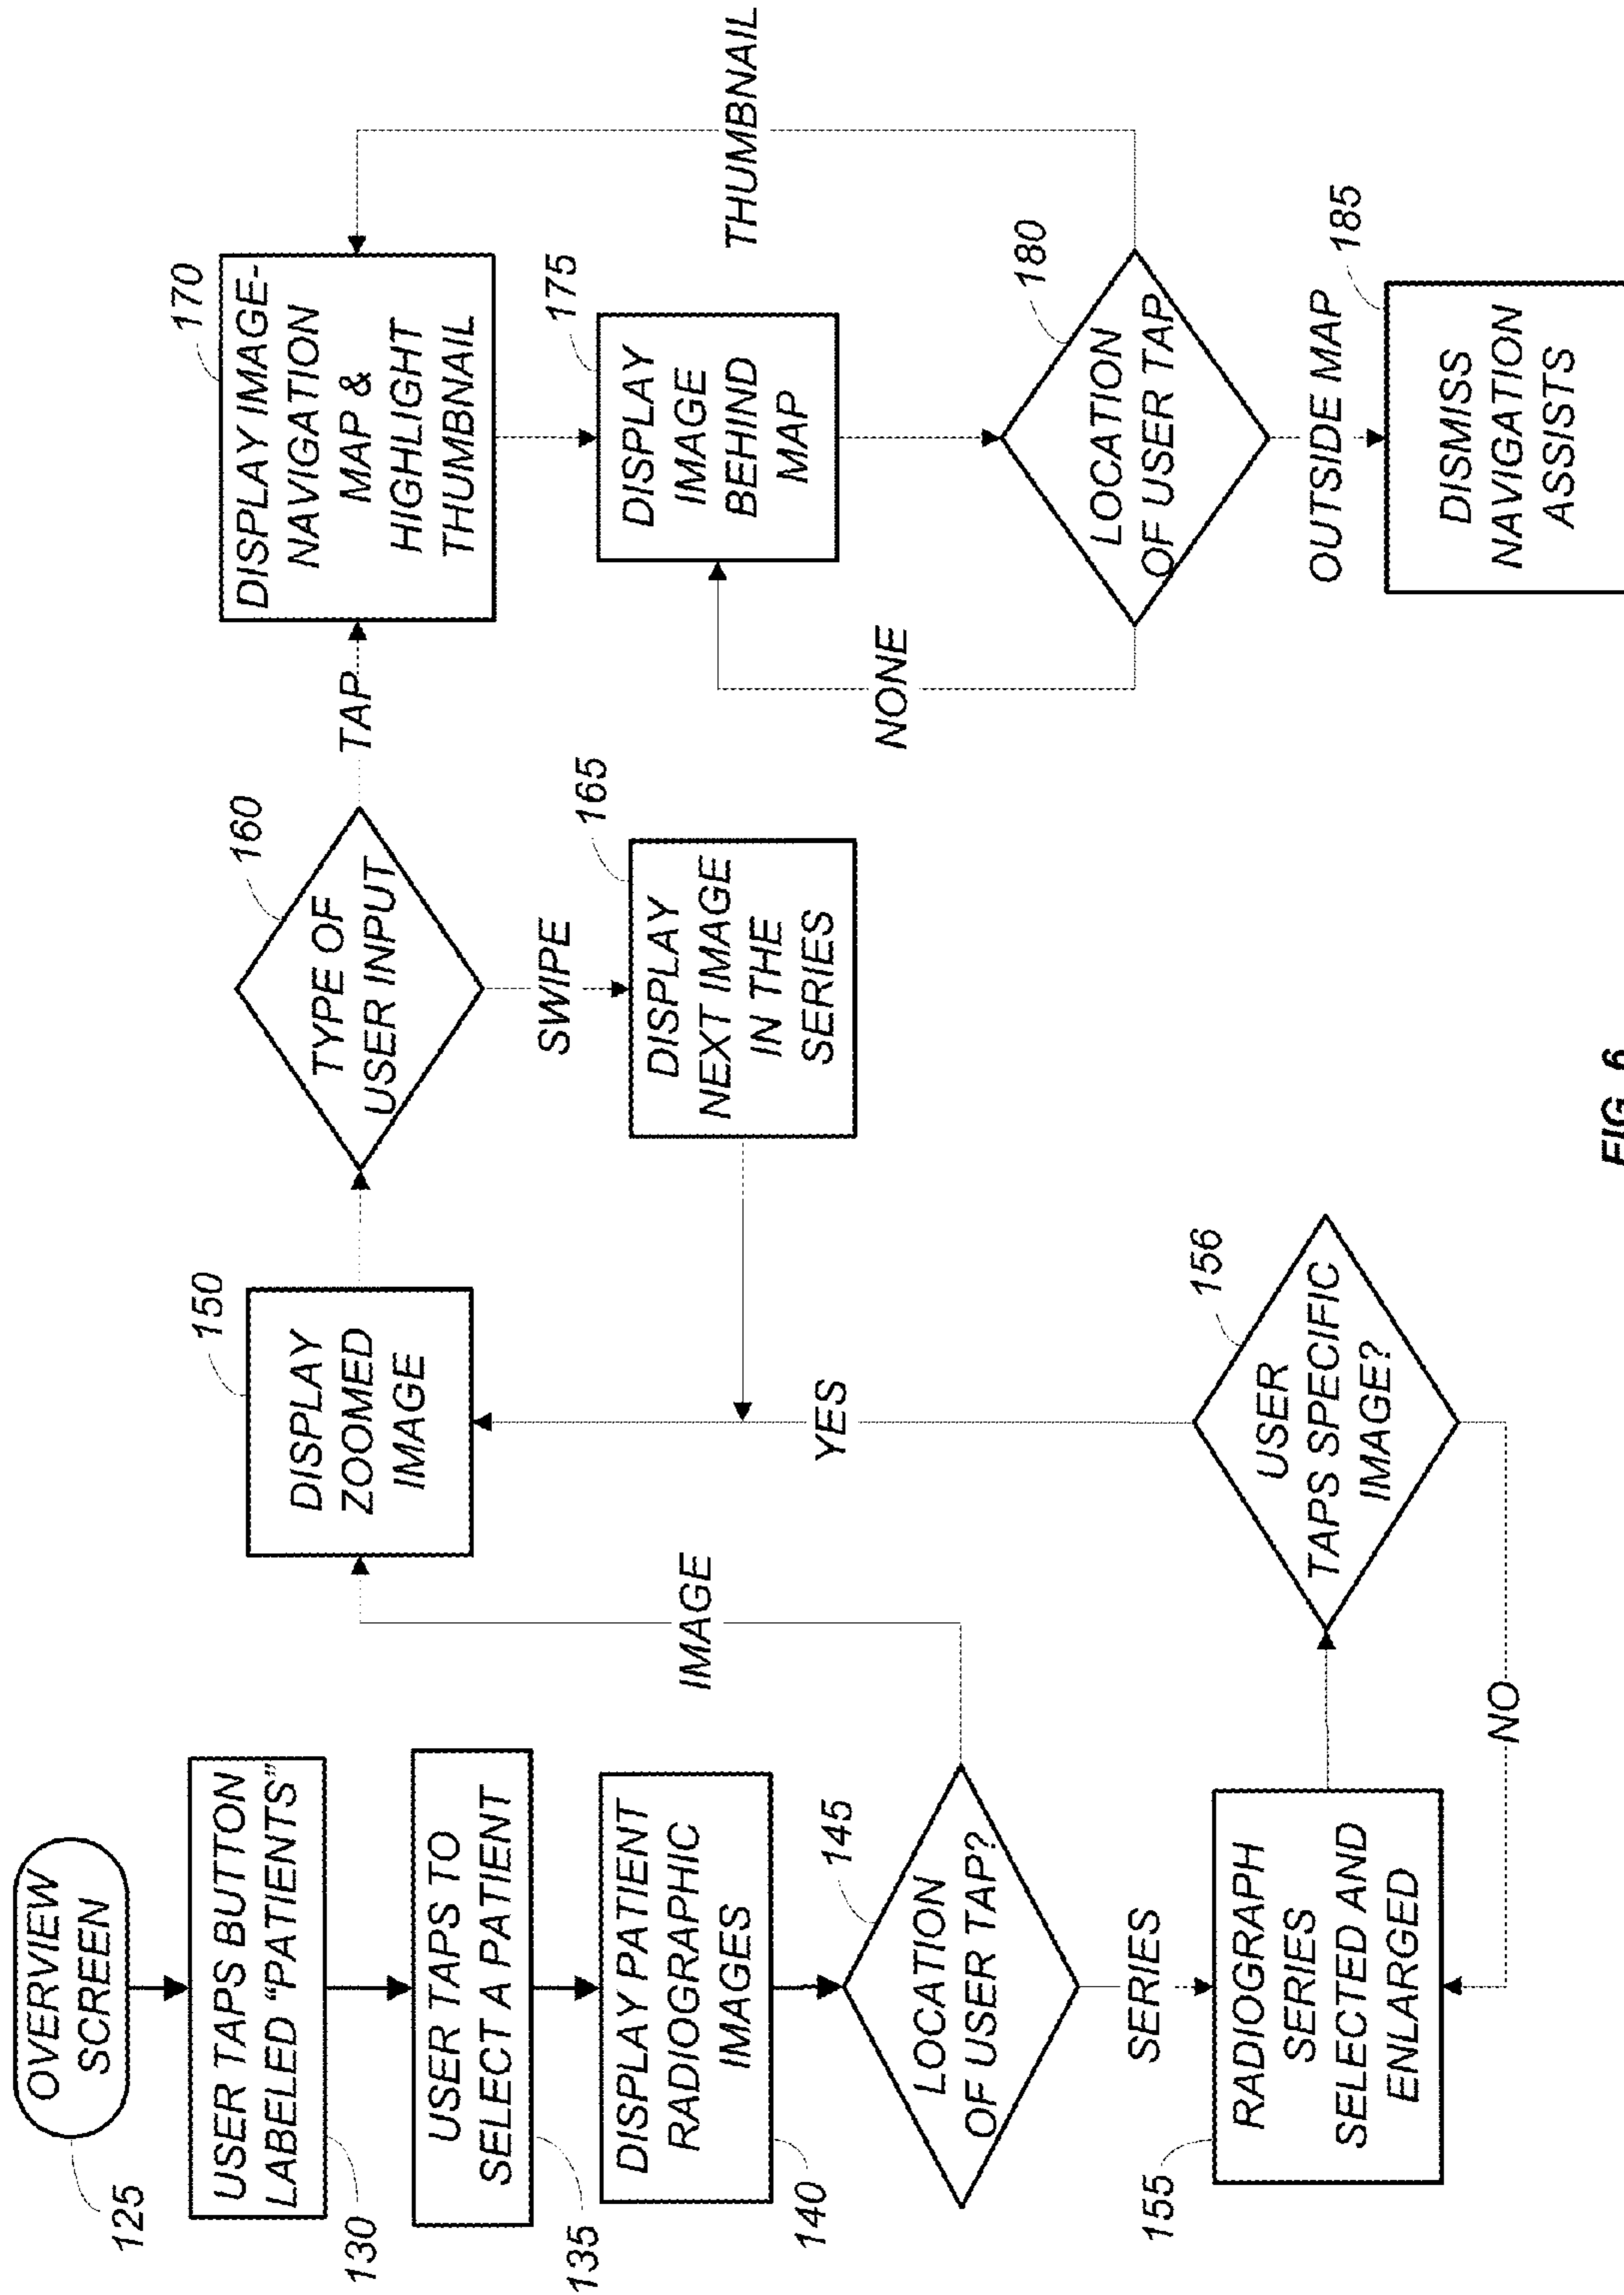 OVERVIEW
SCREEN
125
USER TAPS BUTTON
LABELED "PATIENTS"
130
USER TAPS TO
SELECT A PATIENT
135
DISPLAY PATIENT
RADIOGRAPHIC
IMAGES
140
LOCATION
OF USER TAP?
145
IMAGE
SERIES
RADIOGRAPH
SERIES
SELECTED AND
ENLARGED
155
USER
TAPS SPECIFIC
IMAGE?
156
YES
NO
DISPLAY
ZOOMED
IMAGE
150
TYPE OF
USER INPUT
160
SWIPE
TAP
DISPLAY
NEXT IMAGE
IN THE
SERIES
165
DISPLAY IMAGE-
NAVIGATION
MAP &
HIGHLIGHT
THUMBNAIL
170
DISPLAY
IMAGE
BEHIND
MAP
175
LOCATION
OF USER TAP
180
NONE
THUMBNAIL
OUTSIDE MAP
DISMISS
NAVIGATION
ASSISTS
185
FIG. 6